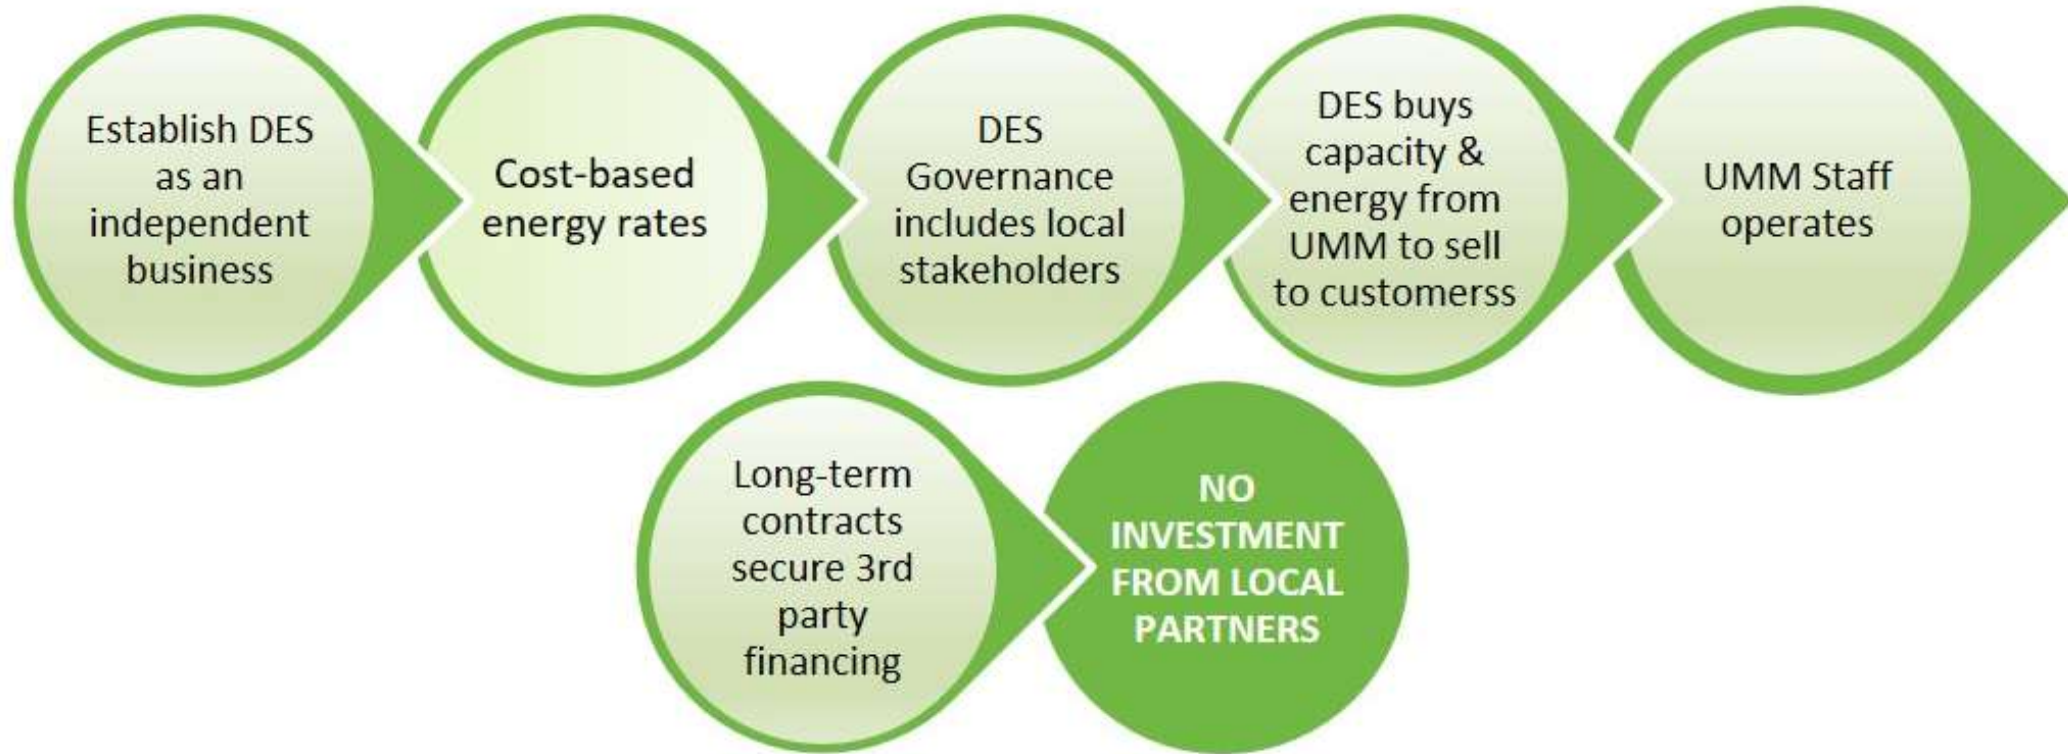 Establish DES
as an
independent
business
Cost-based
energy rates
DES
Governance
includes local
stakeholders
DES buys
capacity &
energy from
UMM to sell
to customerss
UMM Staff
operates
Long-term
contracts
secure 3rd
party
financing
NO
INVESTMENT
FROM LOCAL
PARTNERS